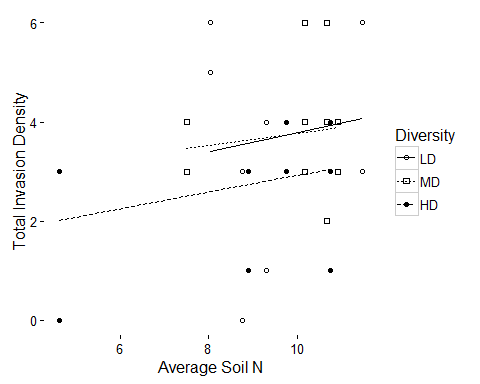 6
4
2
0
Total Invasion Density
6
8
10
Average Soil N
Diversity
LD
MD
HD